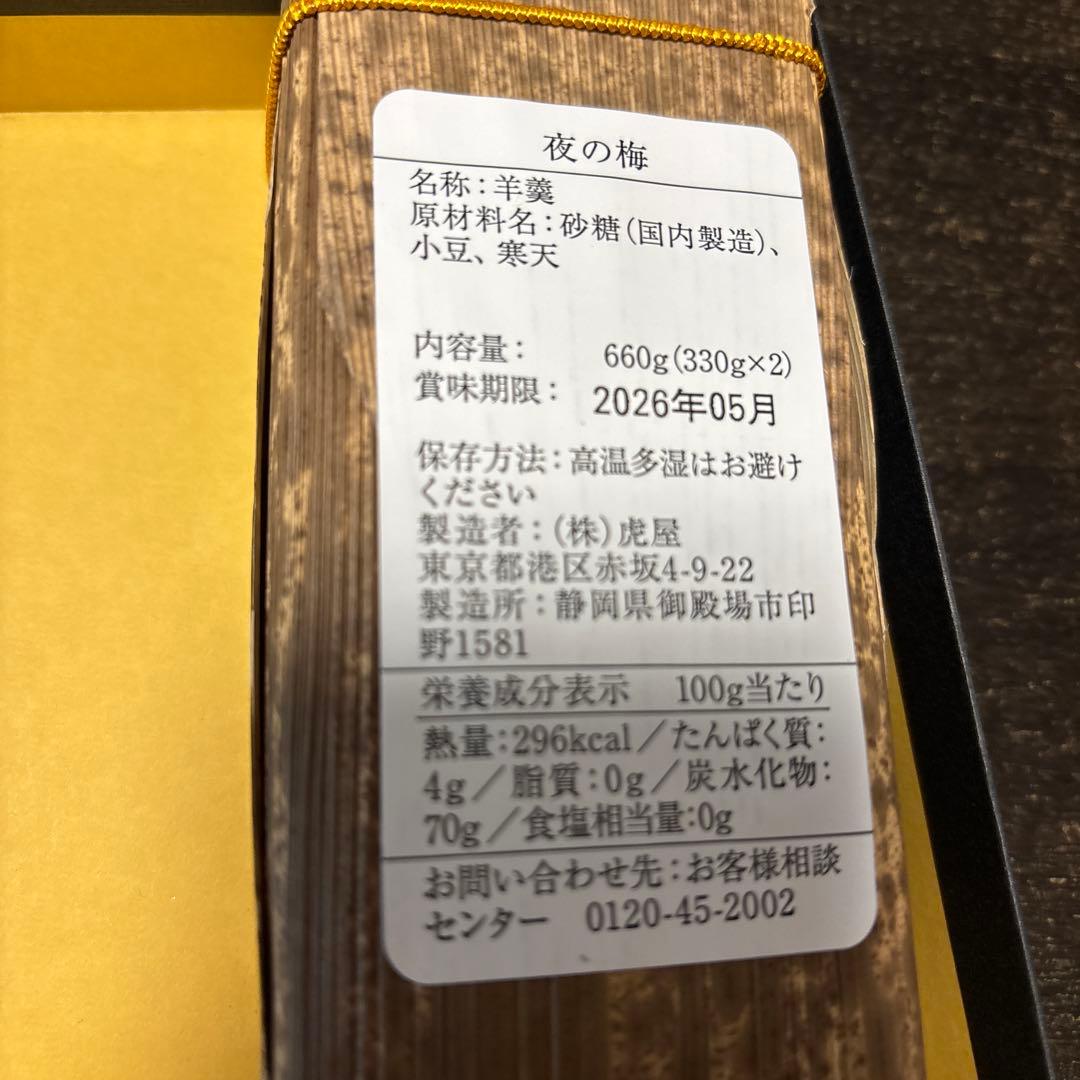 夜の梅
名称：羊羹
原材料名：砂糖（国内製造）、
小豆、寒天
内容量： 660g（330g×2）
賞味期限： 2026年05月
保存方法：高温多湿はお避け
ください
製造者：（株）虎屋
東京都港区赤坂4-9-22
製造所：静岡県御殿場市印
野1581
栄養成分表示 100g当たり
熱量：296kcal／たんぱく質：
4g／脂質：0g／炭水化物：
70g／食塩相当量：0g
お問い合わせ先：お客様相談
センター 0120-45-2002